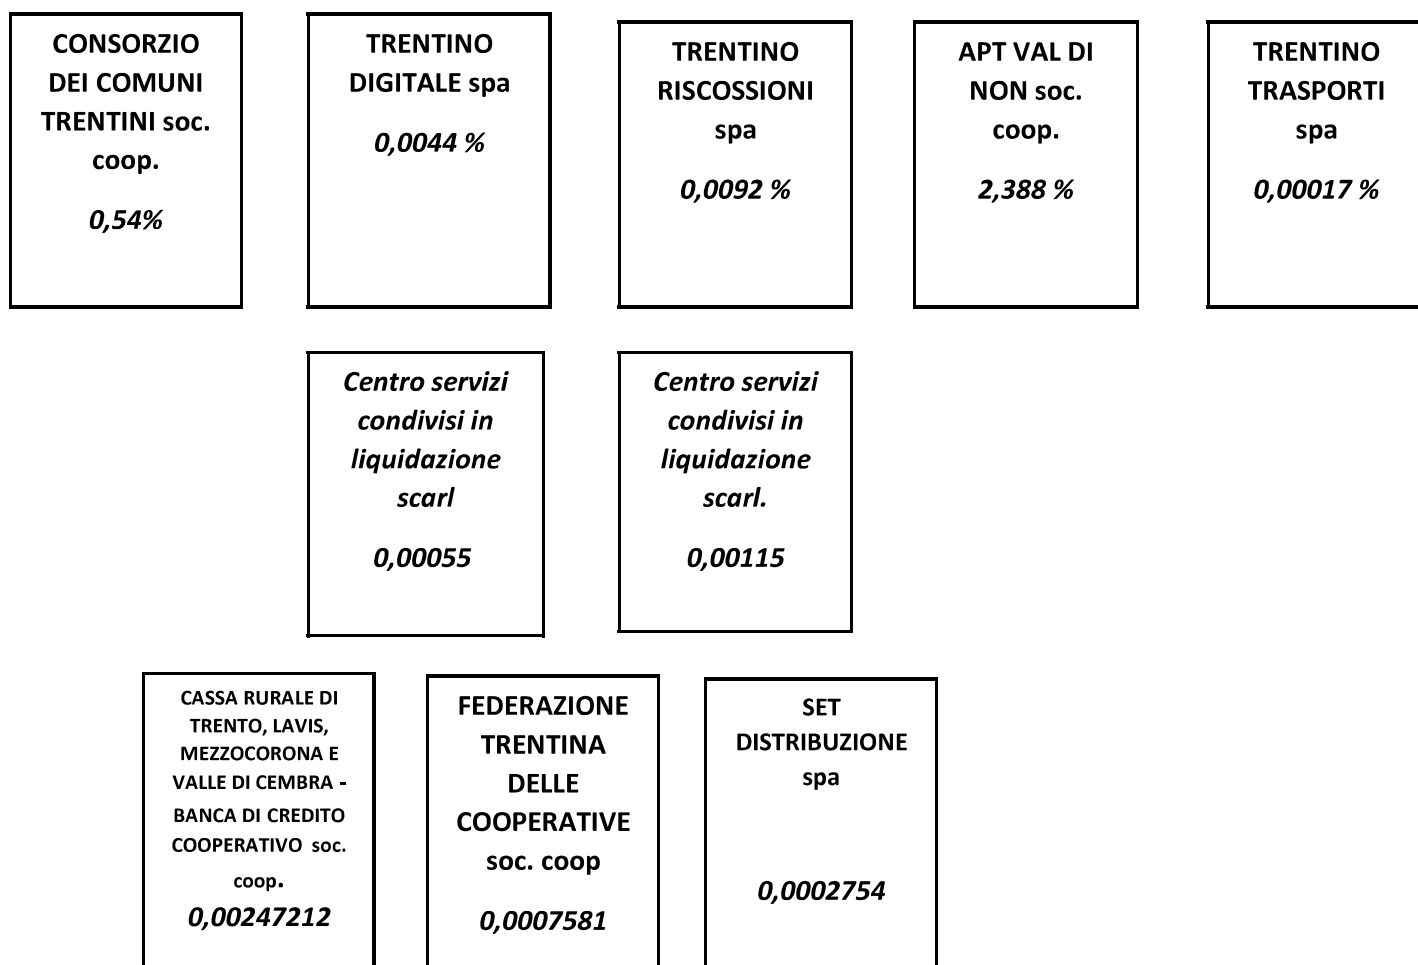 CONSORZIO
DEI COMUNI
TRENTINI soc.
coop.
0,54%
TRENTINO
DIGITALE spa
0,0044 %
TRENTINO
RISCOSSIONI
spa
0,0092 %
APT VAL DI
NON soc.
coop.
2,388 %
TRENTINO
TRASPORTI
spa
0,00017 %
Centro servizi
condivisi in
liquidazione
scarl
0,00055
Centro servizi
condivisi in
liquidazione
scarl.
0,00115
CASSA RURALE DI
TRENTO, LAVIS,
MEZZOCORONA E
VALLE DI CEMBRA -
BANCA DI CREDITO
COOPERATIVO soc.
coop.
0,00247212
FEDERAZIONE
TRENTINA
DELLE
COOPERATIVE
soc. coop
0,0007581
SET
DISTRIBUZIONE
spa
0,0002754